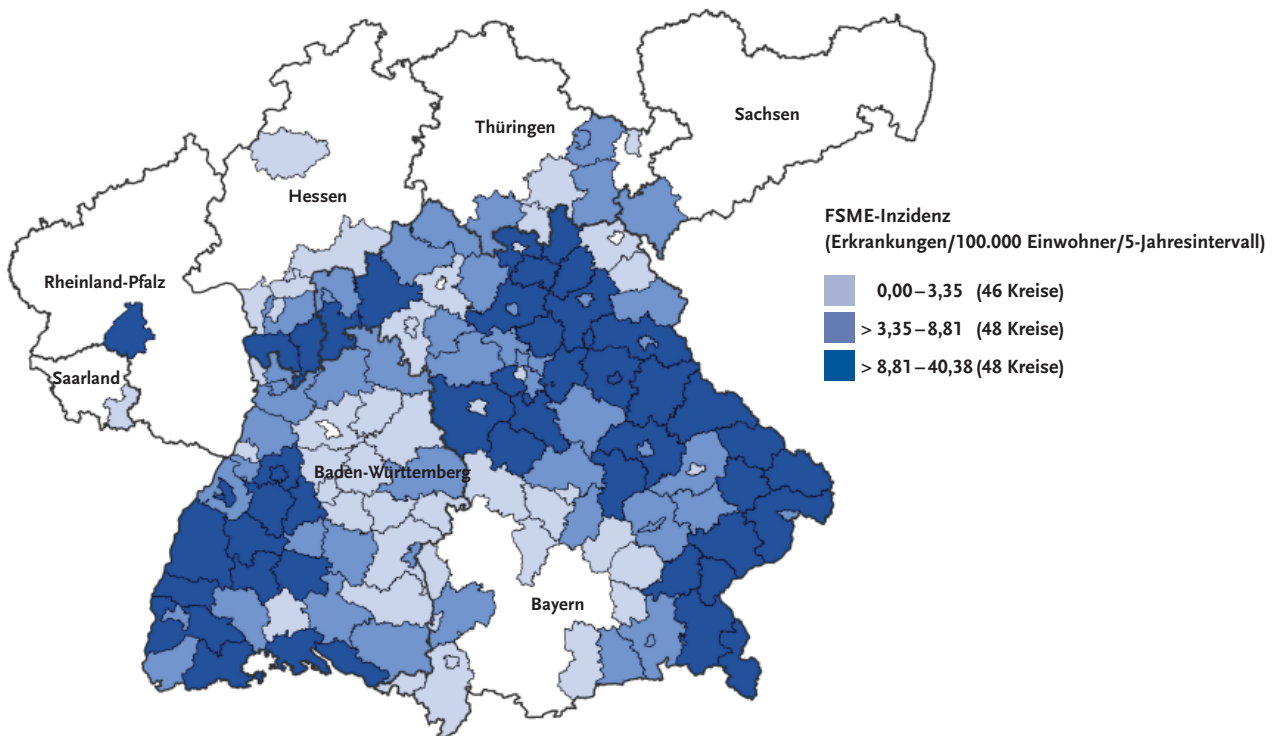 Sachsen
Thüringen
Hessen
FSME-Inzidenz
(Erkrankungen/100.000 Einwohner/5-Jahresintervall)
Rheinland-Pfalz
0,00 – 3,35 (46 Kreise)
> 3,35 – 8,81 (48 Kreise)
> 8,81 – 40,38 (48 Kreise)
Saarland
Baden-Württemberg
Bayern